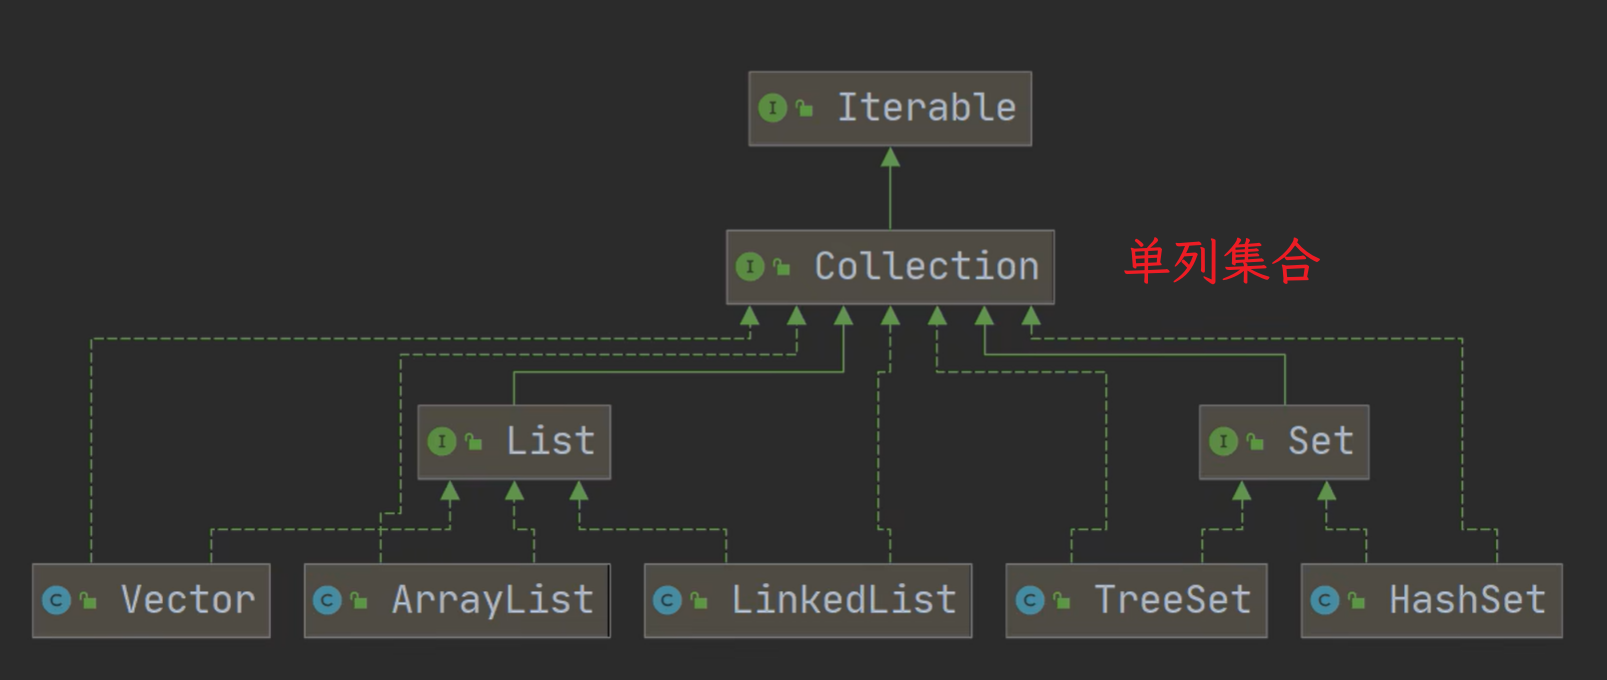 Iterable
Collection
单列集合
List
Set
Vector
ArrayList
LinkedList
TreeSet
HashSet